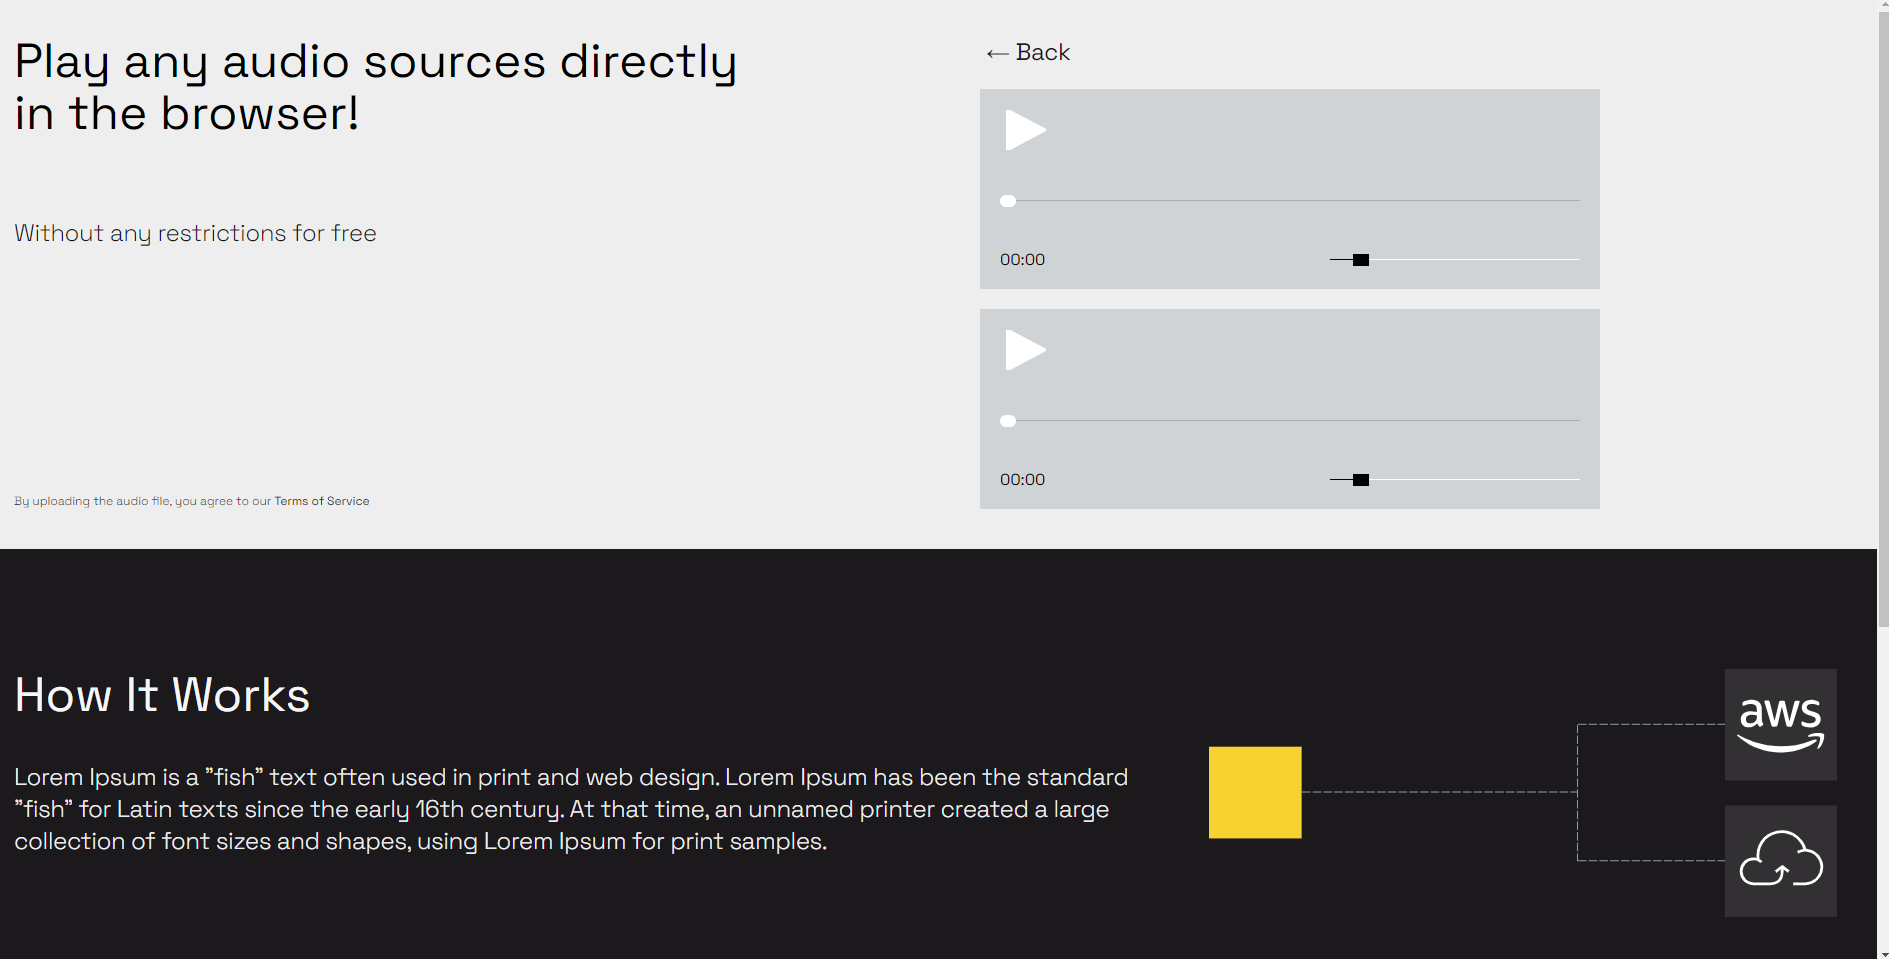 Play any audio sources directly
in the browser!
Without any restrictions for free
By uploading the audio file, you agree to our Terms of Service
← Back
00:00
00:00
How It Works
Lorem Ipsum is a "fish" text often used in print and web design. Lorem Ipsum has been the standard
"fish" for Latin texts since the early 16th century. At that time, an unnamed printer created a large
collection of font sizes and shapes, using Lorem Ipsum for print samples.
aws